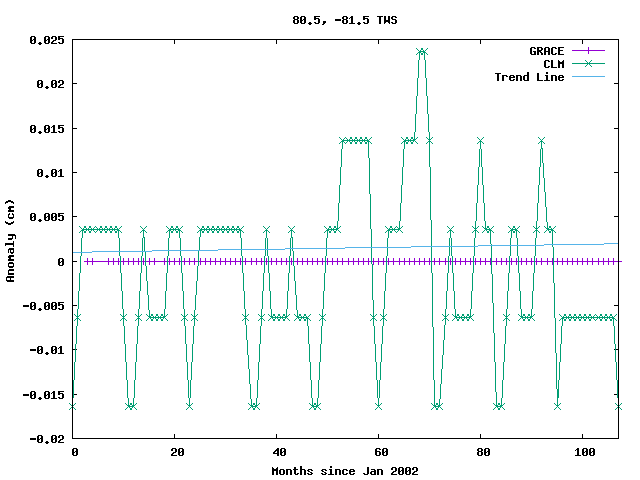 80.5, -81.5 TWS
GRACE
CLM
Trend Line
0.025
0.02
0.015
0.01
0.005
0
-0.005
-0.01
-0.015
-0.02
Anomaly (cm)
0 20 40 60 80 100
Months since Jan 2002